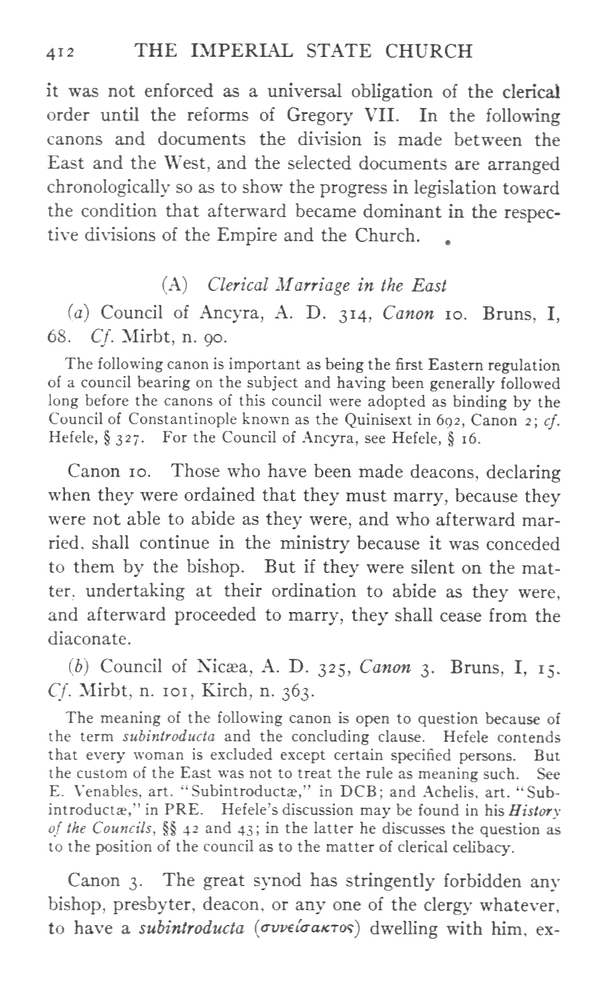 412 THE IMPERIAL STATE CHURCH
it was not enforced as a universal obligation of the clerical
order until the reforms of Gregory VII. In the following
canons and documents the division is made between the
East and the West, and the selected documents are arranged
chronologically so as to show the progress in legislation toward
the condition that afterward became dominant in the respec-
tive divisions of the Empire and the Church.
(A) Clerical Marriage in the East
(a) Council of Ancyra, A. D. 314, Canon 10. Bruns, I,
68. Cf. Mirbt, n. 90.
The following canon is important as being the first Eastern regulation
of a council bearing on the subject and having been generally followed
long before the canons of this council were adopted as binding by the
Council of Constantinople known as the Quinisext in 692, Canon 2; cf.
Hefele, § 327. For the Council of Ancyra, see Hefele, § 16.
Canon 10. Those who have been made deacons, declaring
when they were ordained that they must marry, because they
were not able to abide as they were, and who afterward mar-
ried, shall continue in the ministry because it was conceded
to them by the bishop. But if they were silent on the mat-
ter, undertaking at their ordination to abide as they were,
and afterward proceeded to marry, they shall cease from the
diaconate.
(b) Council of Nicæa, A. D. 325, Canon 3. Bruns, I, 15.
Cf. Mirbt, n. 101, Kirch, n. 363.
The meaning of the following canon is open to question because of
the term subintroducta and the concluding clause. Hefele contends
that every woman is excluded except certain specified persons. But
the custom of the East was not to treat the rule as meaning such. See
E. Venables, art. "Subintroductæ," in DCB; and Achelis, art. "Sub-
introductæ," in PRE. Hefele's discussion may be found in his History
of the Councils, §§ 42 and 43; in the latter he discusses the question as
to the position of the council as to the matter of clerical celibacy.
Canon 3. The great synod has stringently forbidden any
bishop, presbyter, deacon, or any one of the clergy whatever,
to have a subintroducta (συνείσακτος) dwelling with him, ex-